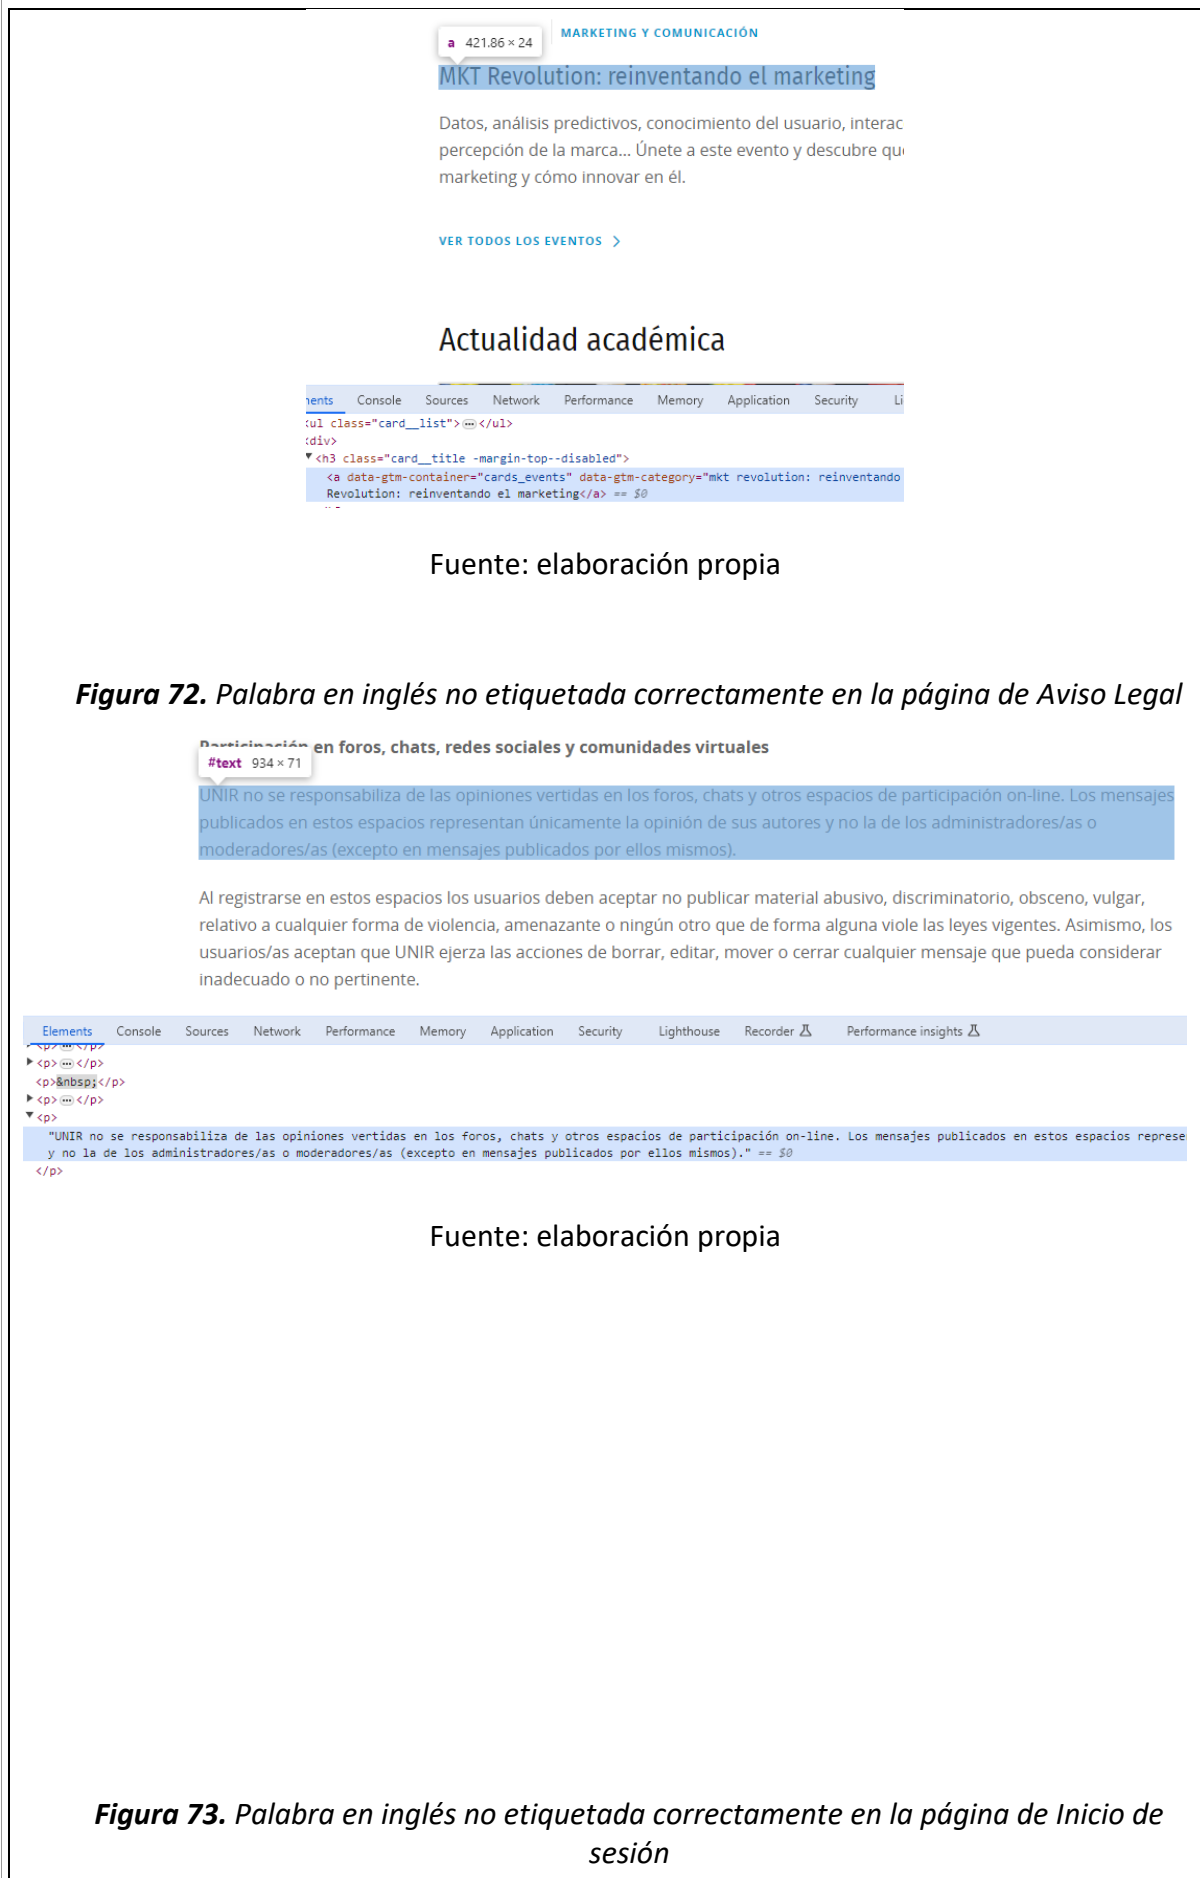 a 421.86 × 24
MARKETING Y COMUNICACIÓN
MKT Revolution: reinventando el marketing
Datos, análisis predictivos, conocimiento del usuario, interac
percepción de la marca... Únete a este evento y descubre qu
marketing y cómo innovar en él.
VER TODOS LOS EVENTOS
Actualidad académica
nents Console Sources Network Performance Memory Application Security Li
<ul class="card__list"> ⋯ </ul>
<div>
▼<h3 class="card__title -margin-top--disabled">
<a data-gtm-container="cards_events" data-gtm-category="mkt revolution: reinventando
Revolution: reinventando el marketing</a> == $0
Fuente: elaboración propia
Figura 72. Palabra en inglés no etiquetada correctamente en la página de Aviso Legal
Participación en foros, chats, redes sociales y comunidades virtuales
#text 934 × 71
UNIR no se responsabiliza de las opiniones vertidas en los foros, chats y otros espacios de participación on-line. Los mensajes
publicados en estos espacios representan únicamente la opinión de sus autores y no la de los administradores/as o
moderadores/as (excepto en mensajes publicados por ellos mismos).
Al registrarse en estos espacios los usuarios deben aceptar no publicar material abusivo, discriminatorio, obsceno, vulgar,
relativo a cualquier forma de violencia, amenazante o ningún otro que de forma alguna viole las leyes vigentes. Asimismo, los
usuarios/as aceptan que UNIR ejerza las acciones de borrar, editar, mover o cerrar cualquier mensaje que pueda considerar
inadecuado o no pertinente.
Elements Console Sources Network Performance Memory Application Security Lighthouse Recorder Performance insights
▶<p> ⋯ </p>
▶<p> ⋯ </p>
<p>&nbsp;</p>
▶<p> ⋯ </p>
▼<p>
"UNIR no se responsabiliza de las opiniones vertidas en los foros, chats y otros espacios de participación on-line. Los mensajes publicados en estos espacios represe
y no la de los administradores/as o moderadores/as (excepto en mensajes publicados por ellos mismos)." == $0
</p>
Fuente: elaboración propia
Figura 73. Palabra en inglés no etiquetada correctamente en la página de Inicio de
sesión